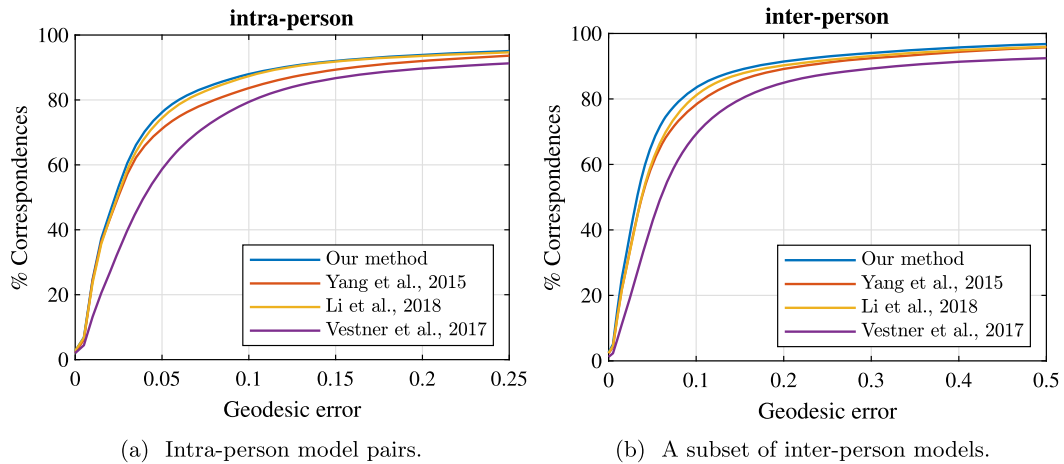 intra-person
100
80
60
40
20
0
% Correspondences
0 0.05 0.1 0.15 0.2 0.25
Geodesic error
Our method
Yang et al., 2015
Li et al., 2018
Vestner et al., 2017
(a) Intra-person model pairs.
inter-person
100
80
60
40
20
0
% Correspondences
0 0.1 0.2 0.3 0.4 0.5
Geodesic error
Our method
Yang et al., 2015
Li et al., 2018
Vestner et al., 2017
(b) A subset of inter-person models.